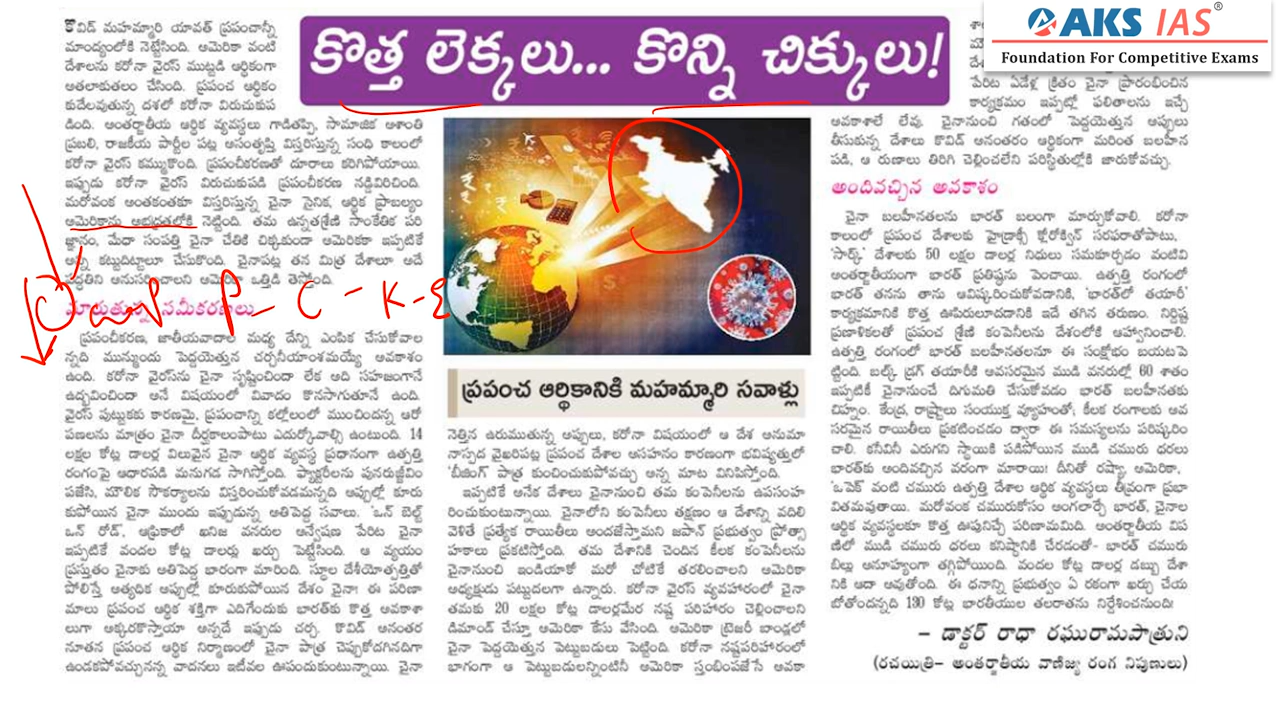 కొత్త లెక్కలు... కొన్ని చిక్కులు!
AKS IAS®
Foundation For Competitive Exams
కొవిడ్ మహమ్మారి యావత్ ప్రపంచాన్నీ
మాంద్యంలోకి నెట్టేసింది. అమెరికా వంటి
దేశాలను కరోనా వైరస్ ముట్టడి ఆర్థికంగా
అతలాకుతలం చేసింది. ప్రపంచ ఆర్థికం
కుదేలవుతున్న దశలో కరోనా విరుచుకుప
డింది. అంతర్జాతీయ ఆర్థిక వ్యవస్థలు గాడితప్పి, సామాజిక అశాంతి
ప్రబలి, రాజకీయ పార్టీల పట్ల అసంతృప్తి విస్తరిస్తున్న సంధి కాలంలో
కరోనా వైరస్ కమ్ముకొంది. ప్రపంచీకరణతో దూరాలు కరిగిపోయాయి.
ఇప్పుడు కరోనా వైరస్ విరుచుకుపడి ప్రపంచీకరణ నడ్డివిరిచింది.
మరోవంక అంతకంతకూ విస్తరిస్తున్న చైనా సైనిక, ఆర్థిక ప్రాబల్యం
అమెరికాను అభద్రతలోకి నెట్టింది. తమ ఉన్నతశ్రేణి సాంకేతిక పరి
జ్ఞానం, మేధా సంపత్తి చైనా చేతికి చిక్కకుండా అమెరికా ఇప్పటికే
కట్టుదిట్టాలూ చేసుకొంది. చైనాపట్ల తన మిత్ర దేశాలూ అదే
పద్ధతిని అనుసరించాలని అమెరికా ఒత్తిడి తెస్తోంది.
మారుతున్న సమీకరణలు
P - C - K - E
ప్రపంచీకరణ, జాతీయవాదాల మధ్య దేన్ని ఎంపిక చేసుకోవాల
న్నది మున్ముందు పెద్దయెత్తున చర్చనీయాంశమయ్యే అవకాశం
ఉంది. కరోనా వైరస్‌ను చైనా సృష్టించిందా లేక అది సహజంగానే
ఉద్భవించిందా అనే విషయంలో వివాదం కొనసాగుతూనే ఉంది.
వైరస్ పుట్టుకకు కారణమై, ప్రపంచాన్ని కల్లోలంలో ముంచిందన్న ఆరో
పణలను మాత్రం చైనా దీర్ఘకాలంపాటు ఎదుర్కోవాల్సి ఉంటుంది. 14
లక్షల కోట్ల డాలర్ల విలువైన చైనా ఆర్థిక వ్యవస్థ ప్రధానంగా ఉత్పత్తి
రంగంపై ఆధారపడి మనుగడ సాగిస్తోంది. ఫ్యాక్టరీలను పునరుజ్జీవిం
పజేసి, మౌలిక సౌకర్యాలను విస్తరించుకోవడమన్నది అప్పుల్లో కూరు
కుపోయిన చైనా ముందు ఇప్పుడున్న అతిపెద్ద సవాలు. 'ఒన్ బెల్ట్
ఒన్ రోడ్', ఆఫ్రికాలో ఖనిజ వనరుల అన్వేషణ పేరిట చైనా
ఇప్పటికే వందల కోట్ల డాలర్లు ఖర్చు పెట్టేసింది. ఆ వ్యయం
ప్రస్తుతం చైనాకు అతిపెద్ద భారంగా మారింది. స్థూల దేశీయోత్పత్తితో
పోలిస్తే అత్యధిక అప్పుల్లో కూరుకుపోయిన దేశం చైనా! ఈ పరిణా
మాలు ప్రపంచ ఆర్థిక శక్తిగా ఎదిగేందుకు భారత్‌కు కొత్త అవకాశా
లుగా అక్కరకొస్తాయా అన్నదే ఇప్పుడు చర్చ. కొవిడ్ అనంతర
నూతన ప్రపంచ ఆర్థిక నిర్మాణంలో చైనా పాత్ర చెప్పుకోదగినదిగా
ఉండకపోవచ్చునన్న వాదనలు ఇటీవల ఊపందుకుంటున్నాయి. చైనా
ప్రపంచ ఆర్థికానికి మహమ్మారి సవాళ్లు
నెత్తిన ఉరుముతున్న అప్పులు, కరోనా విషయంలో ఆ దేశ అనుమా
నాస్పద వైఖరిపట్ల ప్రపంచ దేశాల అసహనం కారణంగా భవిష్యత్తులో
'బీజింగ్' పాత్ర కుంచించుకుపోవచ్చు అన్న మాట వినిపిస్తోంది.
ఇప్పటికే అనేక దేశాలు చైనానుంచి తమ కంపెనీలను ఉపసంహ
రించుకుంటున్నాయి. చైనాలోని కంపెనీలు తక్షణం ఆ దేశాన్ని వదిలి
వెళితే ప్రత్యేక రాయితీలు అందజేస్తామని జపాన్ ప్రభుత్వం ప్రోత్సా
హకాలు ప్రకటిస్తోంది. తమ దేశానికి చెందిన కీలక కంపెనీలను
చైనానుంచి ఇండియాకో మరో చోటికే తరలించాలని అమెరికా
అధ్యక్షుడు పట్టుదలగా ఉన్నారు. కరోనా వైరస్ వ్యవహారంలో చైనా
తమకు 20 లక్షల కోట్ల డాలర్లమేర నష్ట పరిహారం చెల్లించాలని
డిమాండ్ చేస్తూ అమెరికా కేసు వేసింది. అమెరికా ట్రెజరీ బాండ్లలో
చైనా పెద్దయెత్తున పెట్టుబడులు పెట్టింది. కరోనా నష్టపరిహారంలో
భాగంగా ఆ పెట్టుబడులన్నింటినీ అమెరికా స్తంభింపజేసే అవకా
పేరిట ఏడేళ్ల క్రితం చైనా ప్రారంభించిన
కార్యక్రమం ఇప్పట్లో ఫలితాలను ఇచ్చే
అవకాశాలే లేవు. చైనానుంచి గతంలో పెద్దయెత్తున అప్పులు
తీసుకున్న దేశాలు కొవిడ్ అనంతరం ఆర్థికంగా మరింత బలహీన
పడి, ఆ రుణాలు తిరిగి చెల్లించలేని పరిస్థితుల్లోకి జారుకోవచ్చు.
అందివచ్చిన అవకాశం
చైనా బలహీనతలను భారత్ బలంగా మార్చుకోవాలి. కరోనా
కాలంలో ప్రపంచ దేశాలకు హైడ్రాక్సీ క్లోరోక్విన్ సరఫరాతోపాటు,
'సార్క్' దేశాలకు 50 లక్షల డాలర్ల నిధులు సమకూర్చడం వంటివి
అంతర్జాతీయంగా భారత్ ప్రతిష్ఠను పెంచాయి. ఉత్పత్తి రంగంలో
భారత్ తనను తాను ఆవిష్కరించుకోవడానికి, 'భారత్‌లో తయారీ'
కార్యక్రమానికి కొత్త ఊపిరులూదడానికి ఇదే తగిన తరుణం. నిర్దిష్ట
ప్రణాళికలతో ప్రపంచ శ్రేణి కంపెనీలను దేశంలోకి ఆహ్వానించాలి.
ఉత్పత్తి రంగంలో భారత్ బలహీనతలనూ ఈ సంక్షోభం బయటపె
ట్టింది. బల్క్ డ్రగ్ తయారీకి అవసరమైన ముడి వనరుల్లో 60 శాతం
ఇప్పటికీ చైనానుంచే దిగుమతి చేసుకోవడం భారత్ బలహీనతకు
చిహ్నం. కేంద్ర, రాష్ట్రాలు సంయుక్త వ్యూహంతో; కీలక రంగాలకు అవ
సరమైన రాయితీలు ప్రకటించడం ద్వారా ఈ సమస్యలను పరిష్కరిం
చాలి. కనీవినీ ఎరుగని స్థాయికి పడిపోయిన ముడి చమురు ధరలు
భారత్‌కు అందివచ్చిన వరంగా మారాయి! దీనితో రష్యా, అమెరికా,
'ఒపెక్' వంటి చమురు ఉత్పత్తి దేశాల ఆర్థిక వ్యవస్థలు తీవ్రంగా ప్రభా
వితమవుతాయి. మరోవంక చమురుకోసం అంగలార్చే భారత్, చైనాల
ఆర్థిక వ్యవస్థలకూ కొత్త ఊపునిచ్చే పరిణామమిది. అంతర్జాతీయ విప
ణిలో ముడి చమురు ధరలు కనిష్ఠానికి చేరడంతో- భారత్ చమురు
బిల్లు అనూహ్యంగా తగ్గిపోయింది. వందల కోట్ల డాలర్ల డబ్బు దేశా
నికి ఆదా అవుతోంది. ఈ ధనాన్ని ప్రభుత్వం ఏ రకంగా ఖర్చు చేయ
బోతోందన్నది 130 కోట్ల భారతీయుల తలరాతను నిర్దేశించనుంది!
- డాక్టర్ రాధా రఘురామపాత్రుని
(రచయిత్రి- అంతర్జాతీయ వాణిజ్య రంగ నిపుణులు)